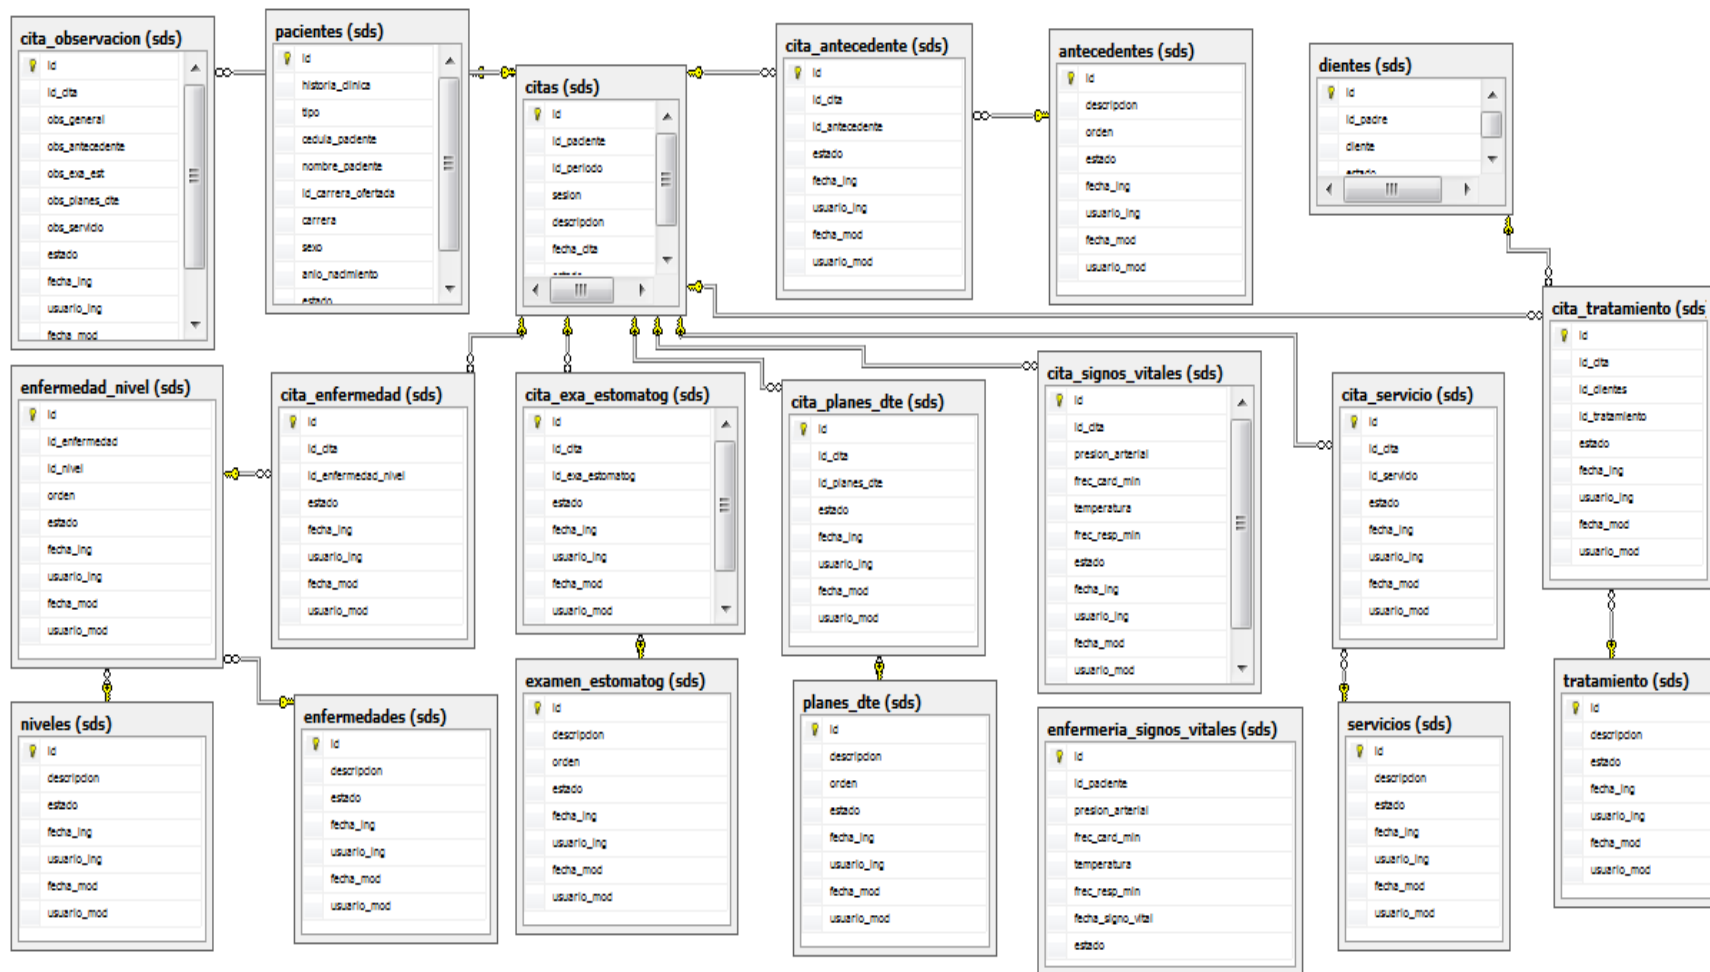 cita_observacion (sds)
id
id_cita
obs_general
obs_antecedente
obs_exa_est
obs_planes_dte
obs_servicio
estado
fecha_ing
usuario_ing
fecha_mod
pacientes (sds)
id
historia_clinica
tipo
cedula_paciente
nombre_paciente
id_carrera_ofertada
carrera
sexo
anio_nacimiento
estado
citas (sds)
id
id_paciente
id_periodo
sesion
descripcion
fecha_cita
estado
cita_antecedente (sds)
id
id_cita
id_antecedente
estado
fecha_ing
usuario_ing
fecha_mod
usuario_mod
antecedentes (sds)
id
descripcion
orden
estado
fecha_ing
usuario_ing
fecha_mod
usuario_mod
dientes (sds)
id
id_padre
diente
estado
cita_tratamiento (sds
id
id_cita
id_dientes
id_tratamiento
estado
fecha_ing
usuario_ing
fecha_mod
usuario_mod
enfermedad_nivel (sds)
id
id_enfermedad
id_nivel
orden
estado
fecha_ing
usuario_ing
fecha_mod
usuario_mod
cita_enfermedad (sds)
id
id_cita
id_enfermedad_nivel
estado
fecha_ing
usuario_ing
fecha_mod
usuario_mod
cita_exa_estomatog (sds)
id
id_cita
id_exa_estomatog
estado
fecha_ing
usuario_ing
fecha_mod
usuario_mod
cita_planes_dte (sds)
id
id_cita
id_planes_dte
estado
fecha_ing
usuario_ing
fecha_mod
usuario_mod
cita_signos_vitales (sds)
id
id_cita
presion_arterial
frec_card_min
temperatura
frec_resp_min
estado
fecha_ing
usuario_ing
fecha_mod
usuario_mod
cita_servicio (sds)
id
id_cita
id_servicio
estado
fecha_ing
usuario_ing
fecha_mod
usuario_mod
niveles (sds)
id
descripcion
estado
fecha_ing
usuario_ing
fecha_mod
usuario_mod
enfermedades (sds)
id
descripcion
estado
fecha_ing
usuario_ing
fecha_mod
usuario_mod
examen_estomatog (sds)
id
descripcion
orden
estado
fecha_ing
usuario_ing
fecha_mod
usuario_mod
planes_dte (sds)
id
descripcion
orden
estado
fecha_ing
usuario_ing
fecha_mod
usuario_mod
enfermeria_signos_vitales (sds)
id
id_paciente
presion_arterial
frec_card_min
temperatura
frec_resp_min
fecha_signo_vital
estado
servicios (sds)
id
descripcion
estado
fecha_ing
usuario_ing
fecha_mod
usuario_mod
tratamiento (sds)
id
descripcion
estado
fecha_ing
usuario_ing
fecha_mod
usuario_mod